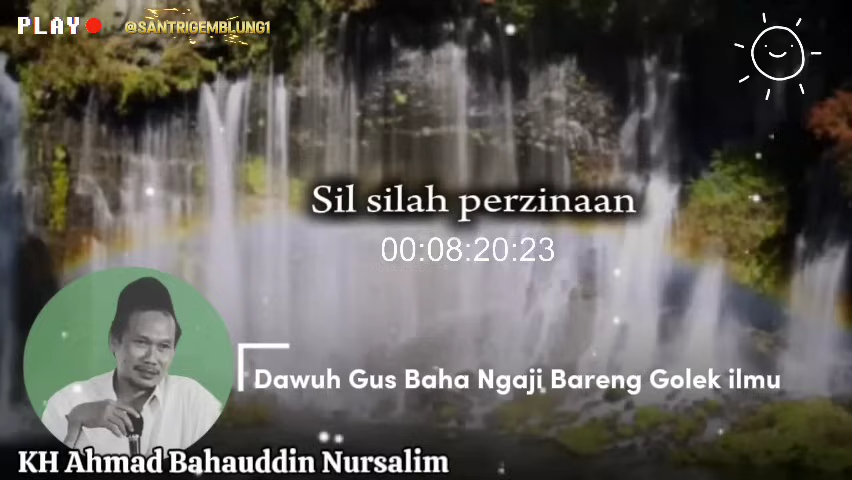 PLAY
@SANTRIGEMBLUNG1
Sil silah perzinaan
00:08:20:23
Dawuh Gus Baha Ngaji Bareng Golek ilmu
KH Ahmad Bahauddin Nursalim